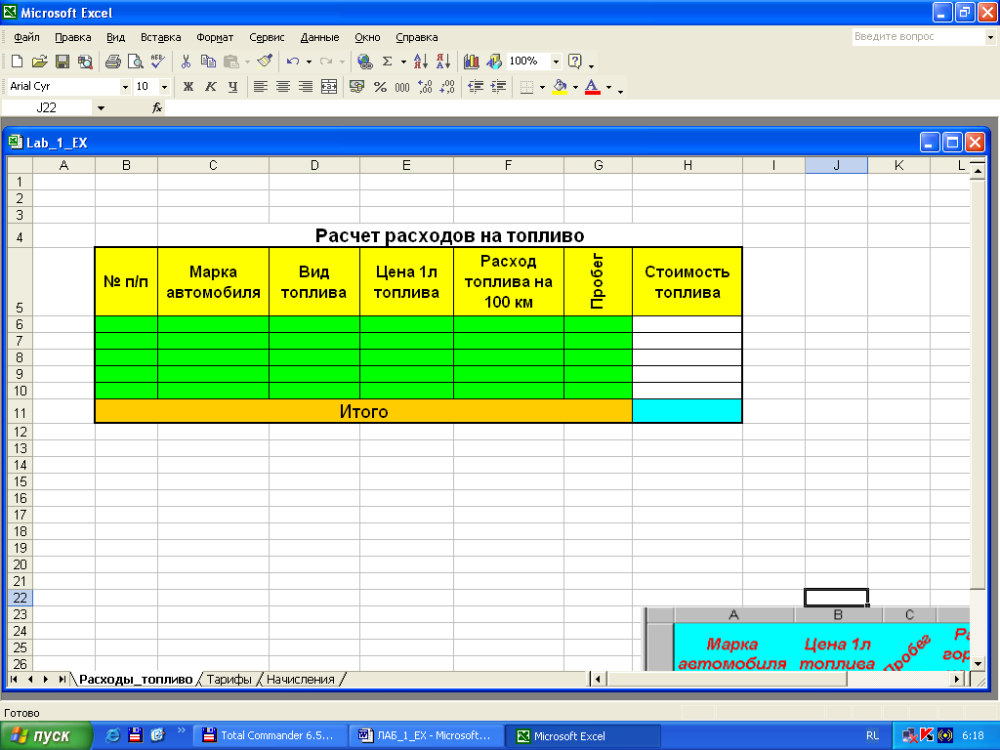 Microsoft Excel
Файл Правка Вид Вставка Формат Сервис Данные Окно Справка Введите вопрос
100%
Arial Cyr 10 Ж К Ч % 000
J22 fx
Lab_1_EX
A B C D E F G H I J K L
1
2
3
4 Расчет расходов на топливо
5 № п/п Марка автомобиля Вид топлива Цена 1л топлива Расход топлива на 100 км Пробег Стоимость топлива
6
7
8
9
10
11 Итого
12
13
14
15
16
17
18
19
20
21
22
23 A B C
24 Марка Цена 1л Пробег
25 автомобиля топлива гор
26
Расходы_топливо Тарифы Начисления
Готово
пуск Total Commander 6.5... ЛАБ_1_EX - Microsoft... Microsoft Excel RL 6:18